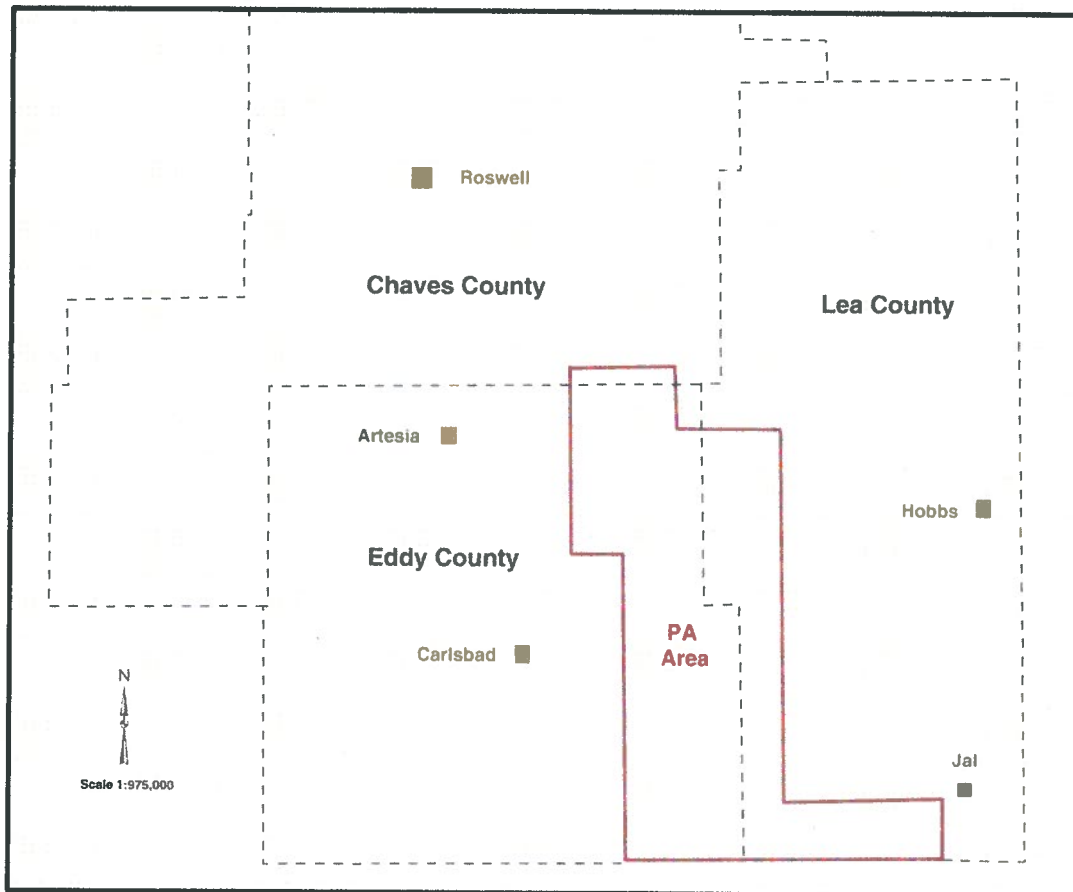 Roswell
Chaves County
Lea County
Artesia
Hobbs
Eddy County
PA
Area
Carlsbad
N
Jal
Scale 1:975,000